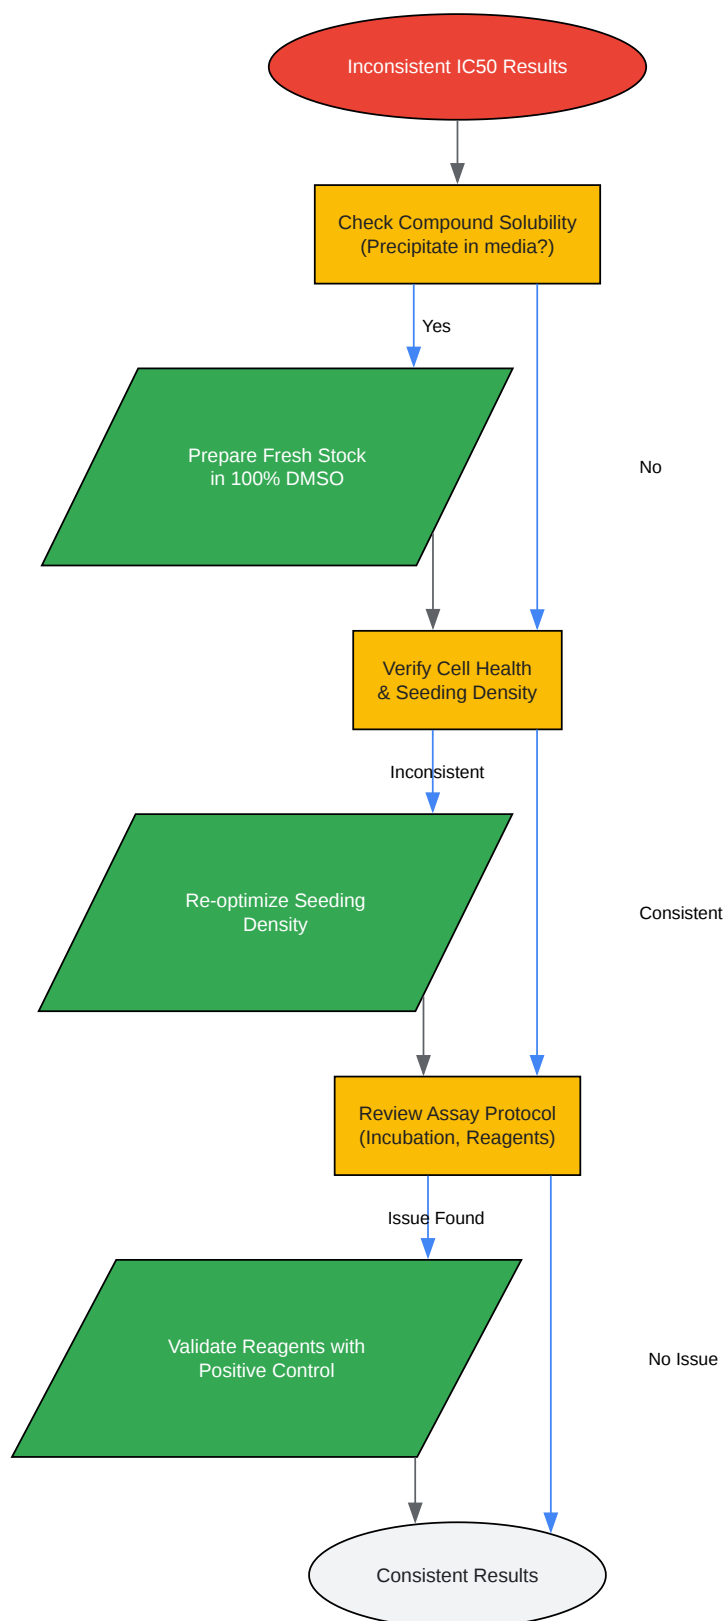 Inconsistent IC50 Results
Check Compound Solubility
(Precipitate in media?)
Yes
Prepare Fresh Stock
in 100% DMSO
No
Verify Cell Health
& Seeding Density
Inconsistent
Re-optimize Seeding
Density
Consistent
Review Assay Protocol
(Incubation, Reagents)
Issue Found
Validate Reagents with
Positive Control
No Issue
Consistent Results